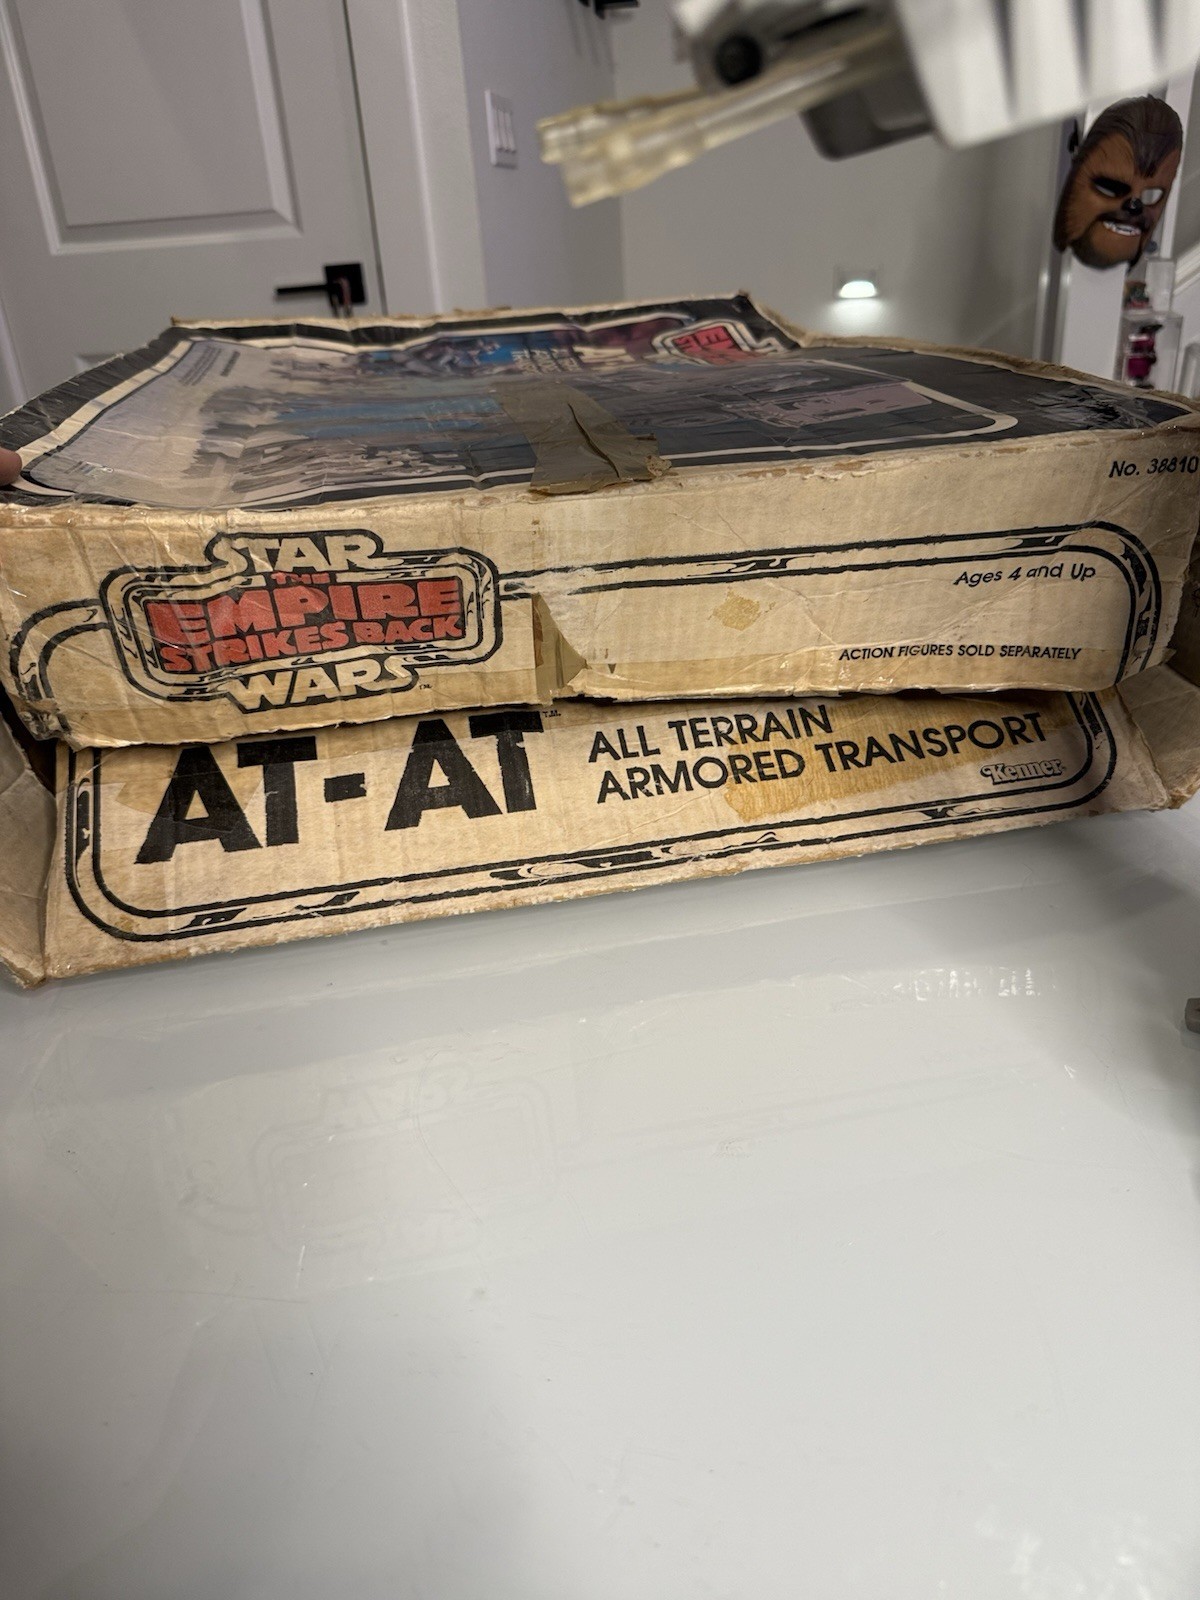 No. 38810
STAR
THE
EMPIRE
STRIKES BACK
WARS
TM
Ages 4 and Up
ACTION FIGURES SOLD SEPARATELY
AT-AT
T.M.
ALL TERRAIN
ARMORED TRANSPORT
Kenner